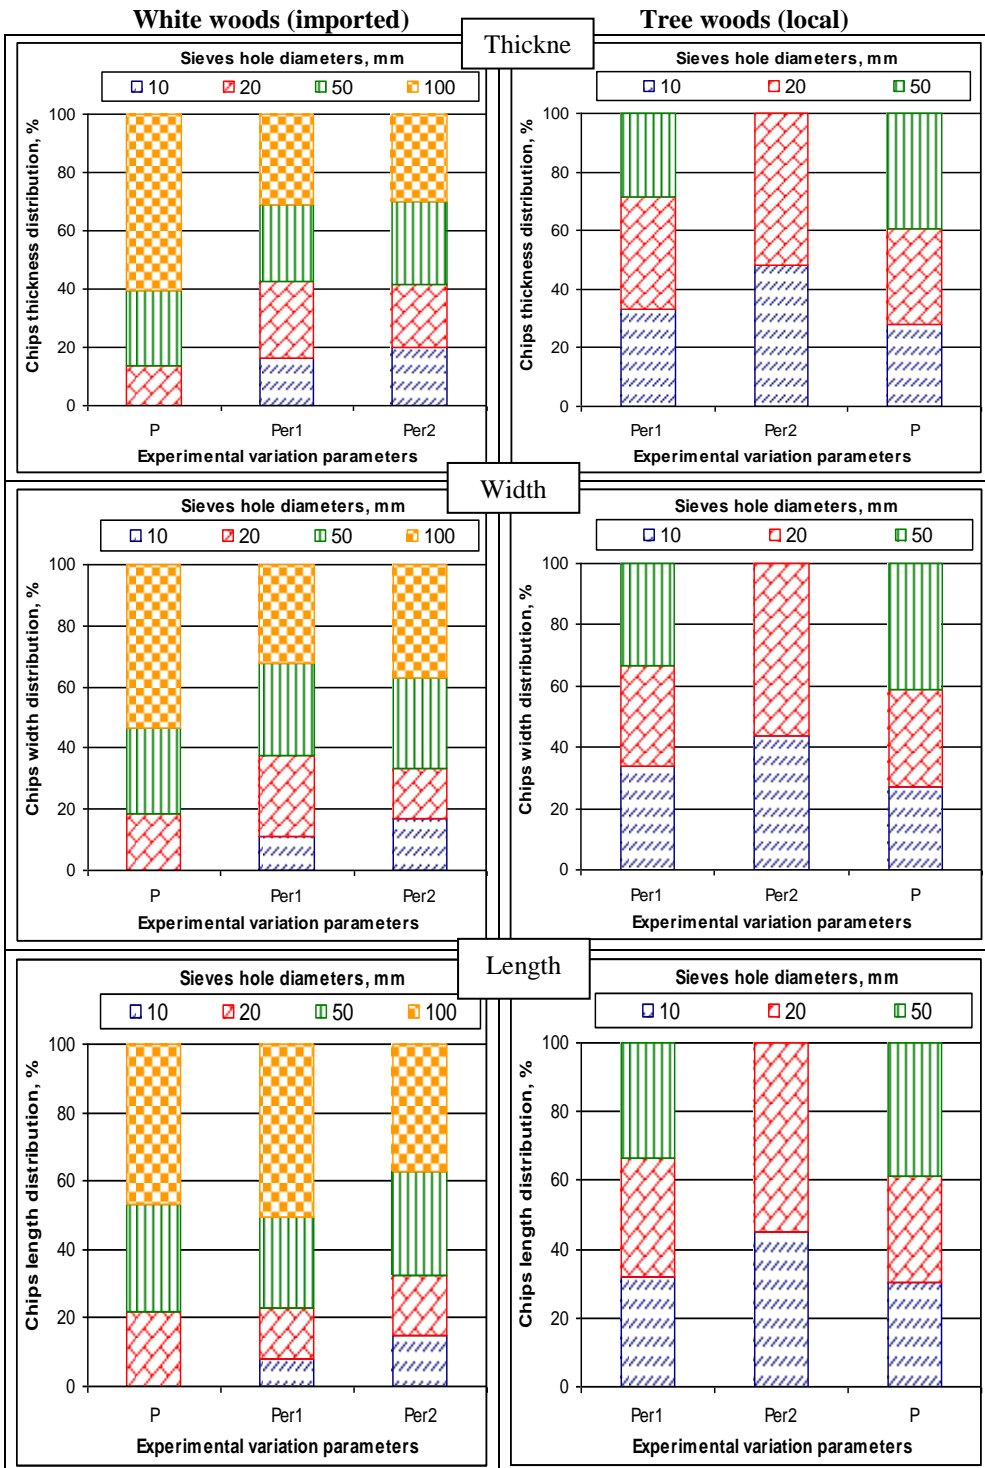 White woods (imported)
Tree woods (local)
Thickne
Sieves hole diameters, mm
10 20 50 100
Chips thickness distribution, %
100
80
60
40
20
0
P Per1 Per2
Experimental variation parameters
Sieves hole diameters, mm
10 20 50
Chips thickness distribution, %
100
80
60
40
20
0
Per1 Per2 P
Experimental variation parameters
Width
Sieves hole diameters, mm
10 20 50 100
Chips width distribution, %
100
80
60
40
20
0
P Per1 Per2
Experimental variation parameters
Sieves hole diameters, mm
10 20 50
Chips width distribution, %
100
80
60
40
20
0
Per1 Per2 P
Experimental variation parameters
Length
Sieves hole diameters, mm
10 20 50 100
Chips length distribution, %
100
80
60
40
20
0
P Per1 Per2
Experimental variation parameters
Sieves hole diameters, mm
10 20 50
Chips length distribution, %
100
80
60
40
20
0
Per1 Per2 P
Experimental variation parameters